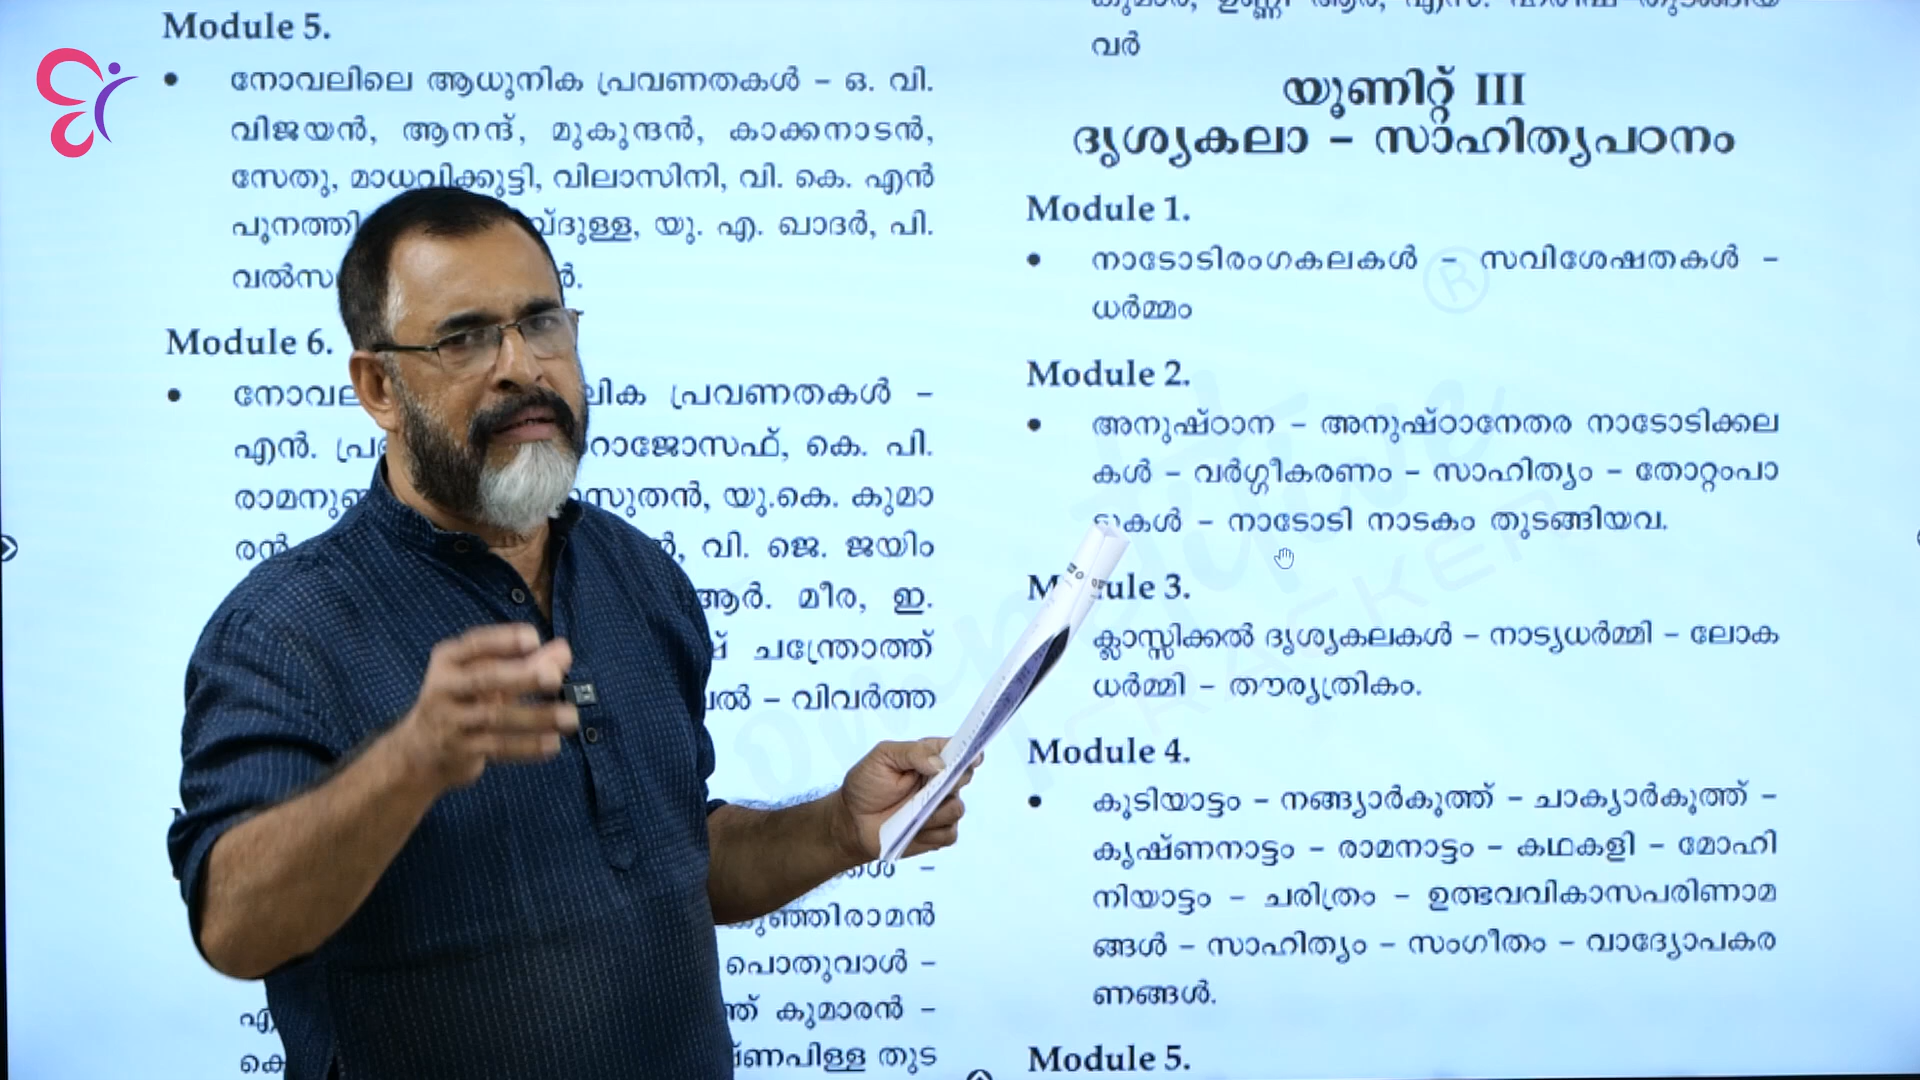 Module 5.
• നോവലിലെ ആധുനിക പ്രവണതകൾ – ഒ. വി.
വിജയൻ, ആനന്ദ്, മുകുന്ദൻ, കാക്കനാടൻ,
സേതു, മാധവിക്കുട്ടി, വിലാസിനി, വി. കെ. എൻ
പുനത്തി ബ്ദുള്ള, യു. എ. ഖാദർ, പി.
വൽസ
Module 6.
• നോവ ലിക പ്രവണതകൾ –
എൻ. പ്ര റാജോസഫ്, കെ. പി.
രാമനു സുതൻ, യു.കെ. കുമാ
രൻ വി. ജെ. ജയിം
ആർ. മീര, ഇ.
ചന്ത്രോത്ത്
വൽ – വിവർത്ത
കുഞ്ഞിരാമൻ
പൊതുവാൾ –
എ ത്ത് കുമാരൻ –
കെ ഷ്ണപിള്ള തുട
വർ
യൂണിറ്റ് III
ദൃശ്യകലാ – സാഹിത്യപഠനം
Module 1.
• നാടോടിരംഗകലകൾ – സവിശേഷതകൾ –
ധർമ്മം
Module 2.
• അനുഷ്ഠാന – അനുഷ്ഠാനേതര നാടോടിക്കല
കൾ – വർഗ്ഗീകരണം – സാഹിത്യം – തോറ്റംപാ
ട്ടുകൾ – നാടോടി നാടകം തുടങ്ങിയവ.
Module 3.
ക്ലാസ്സിക്കൽ ദൃശ്യകലകൾ – നാട്യധർമ്മി – ലോക
ധർമ്മി – തൗര്യത്രികം.
Module 4.
• കുടിയാട്ടം – നങ്ങ്യാർകുത്ത് – ചാക്യാർകൂത്ത് –
കൃഷ്ണനാട്ടം – രാമനാട്ടം – കഥകളി – മോഹി
നിയാട്ടം – ചരിത്രം – ഉത്ഭവവികാസപരിണാമ
ങ്ങൾ – സാഹിത്യം – സംഗീതം – വാദ്യോപകര
ണങ്ങൾ.
Module 5.